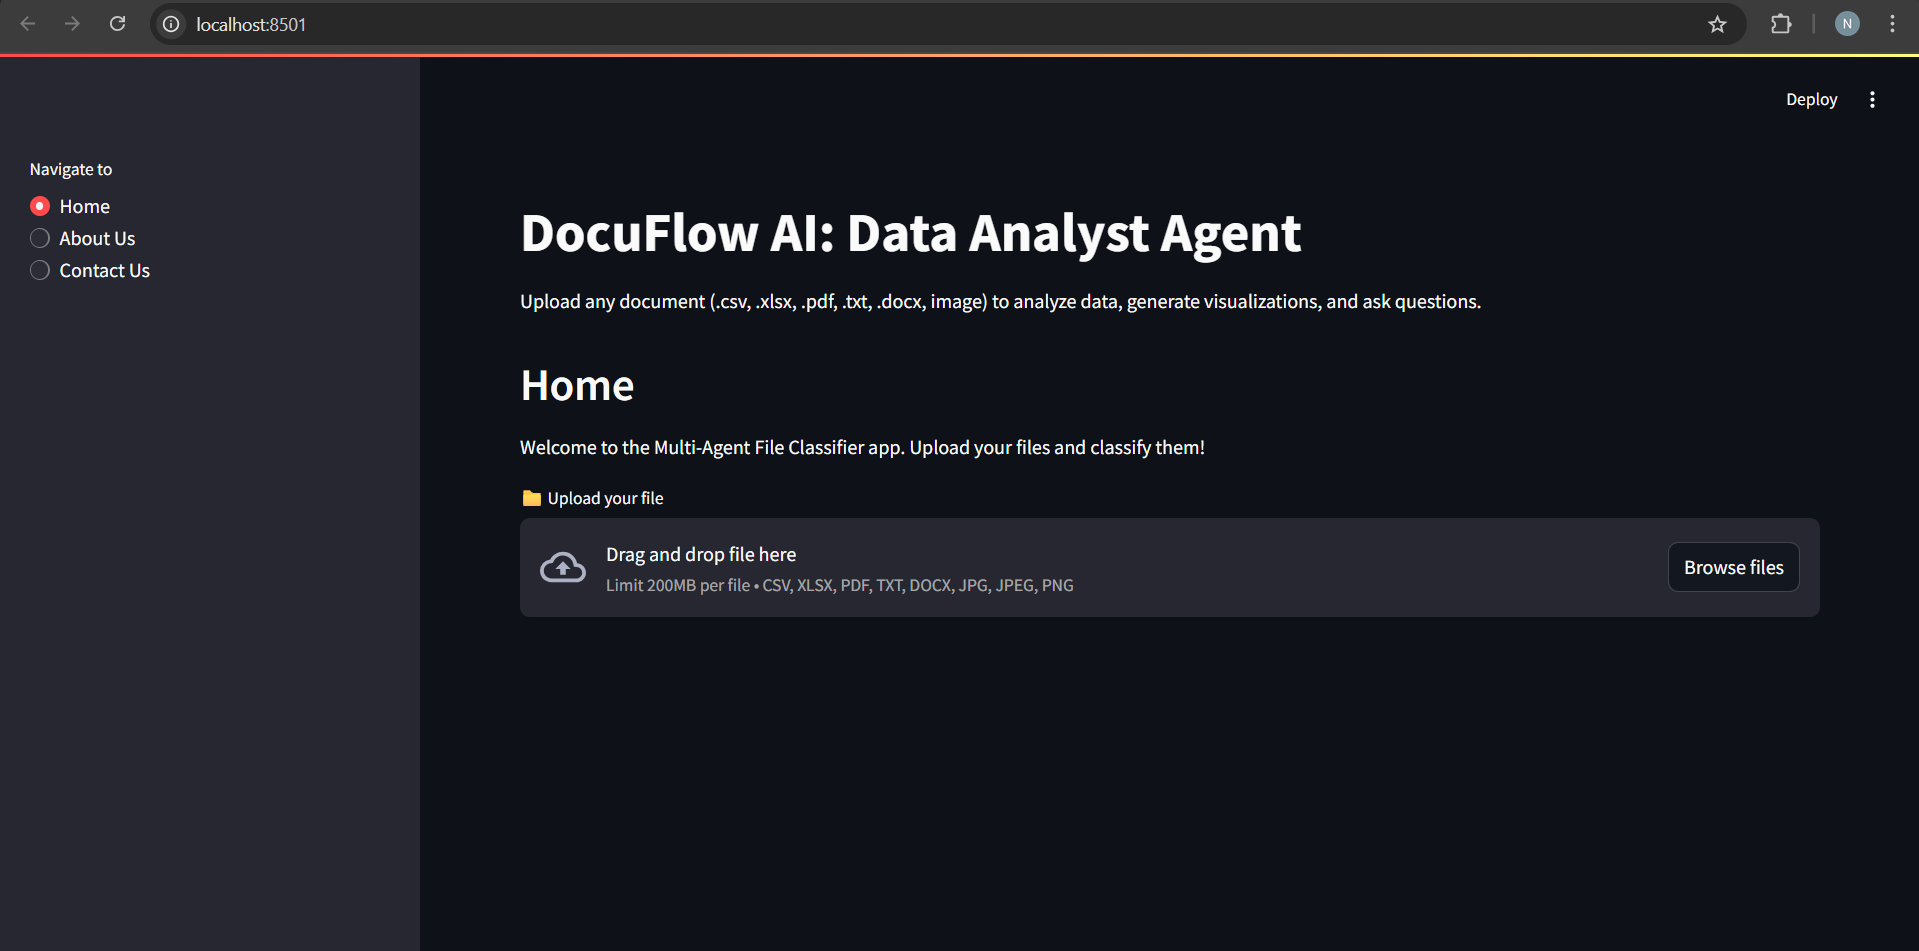 localhost:8501
N
Deploy
Navigate to
Home
About Us
Contact Us
DocuFlow AI: Data Analyst Agent
Upload any document (.csv, .xlsx, .pdf, .txt, .docx, image) to analyze data, generate visualizations, and ask questions.
Home
Welcome to the Multi-Agent File Classifier app. Upload your files and classify them!
Upload your file
Drag and drop file here
Limit 200MB per file • CSV, XLSX, PDF, TXT, DOCX, JPG, JPEG, PNG
Browse files